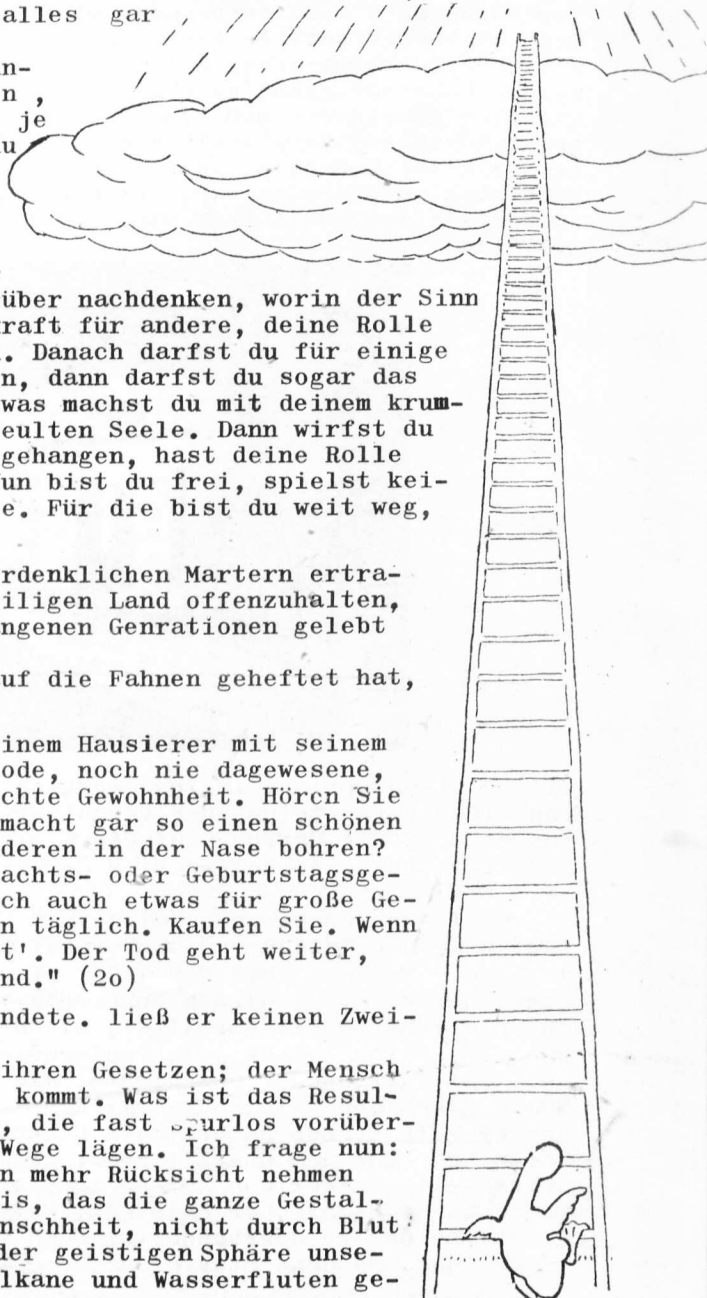 alles gar
n-
n ,
je
u
über nachdenken, worin der Sinn
raft für andere, deine Rolle
. Danach darfst du für einige
n, dann darfst du sogar das
was machst du mit deinem krum-
eulten Seele. Dann wirfst du
gehangen, hast deine Rolle
un bist du frei, spielst kei-
e. Für die bist du weit weg,
rdenklichen Martern ertra-
iligen Land offenzuhalten,
ngenen Genrationen gelebt
uf die Fahnen geheftet hat,
inem Hausierer mit seinem
ode, noch nie dagewesene,
chte Gewohnheit. Hören Sie
macht gar so einen schönen
deren in der Nase bohren?
achts- oder Geburtstagsge-
ch auch etwas für große Ge-
n täglich. Kaufen Sie. Wenn
t'. Der Tod geht weiter,
nd." (2o)
ndete. ließ er keinen Zwei-
ihren Gesetzen; der Mensch
kommt. Was ist das Resul-
, die fast spurlos vorüber-
Wege lägen. Ich frage nun:
n mehr Rücksicht nehmen
is, das die ganze Gestal-
nschheit, nicht durch Blut
der geistigen Sphäre unse-
lkane und Wasserfluten ge-